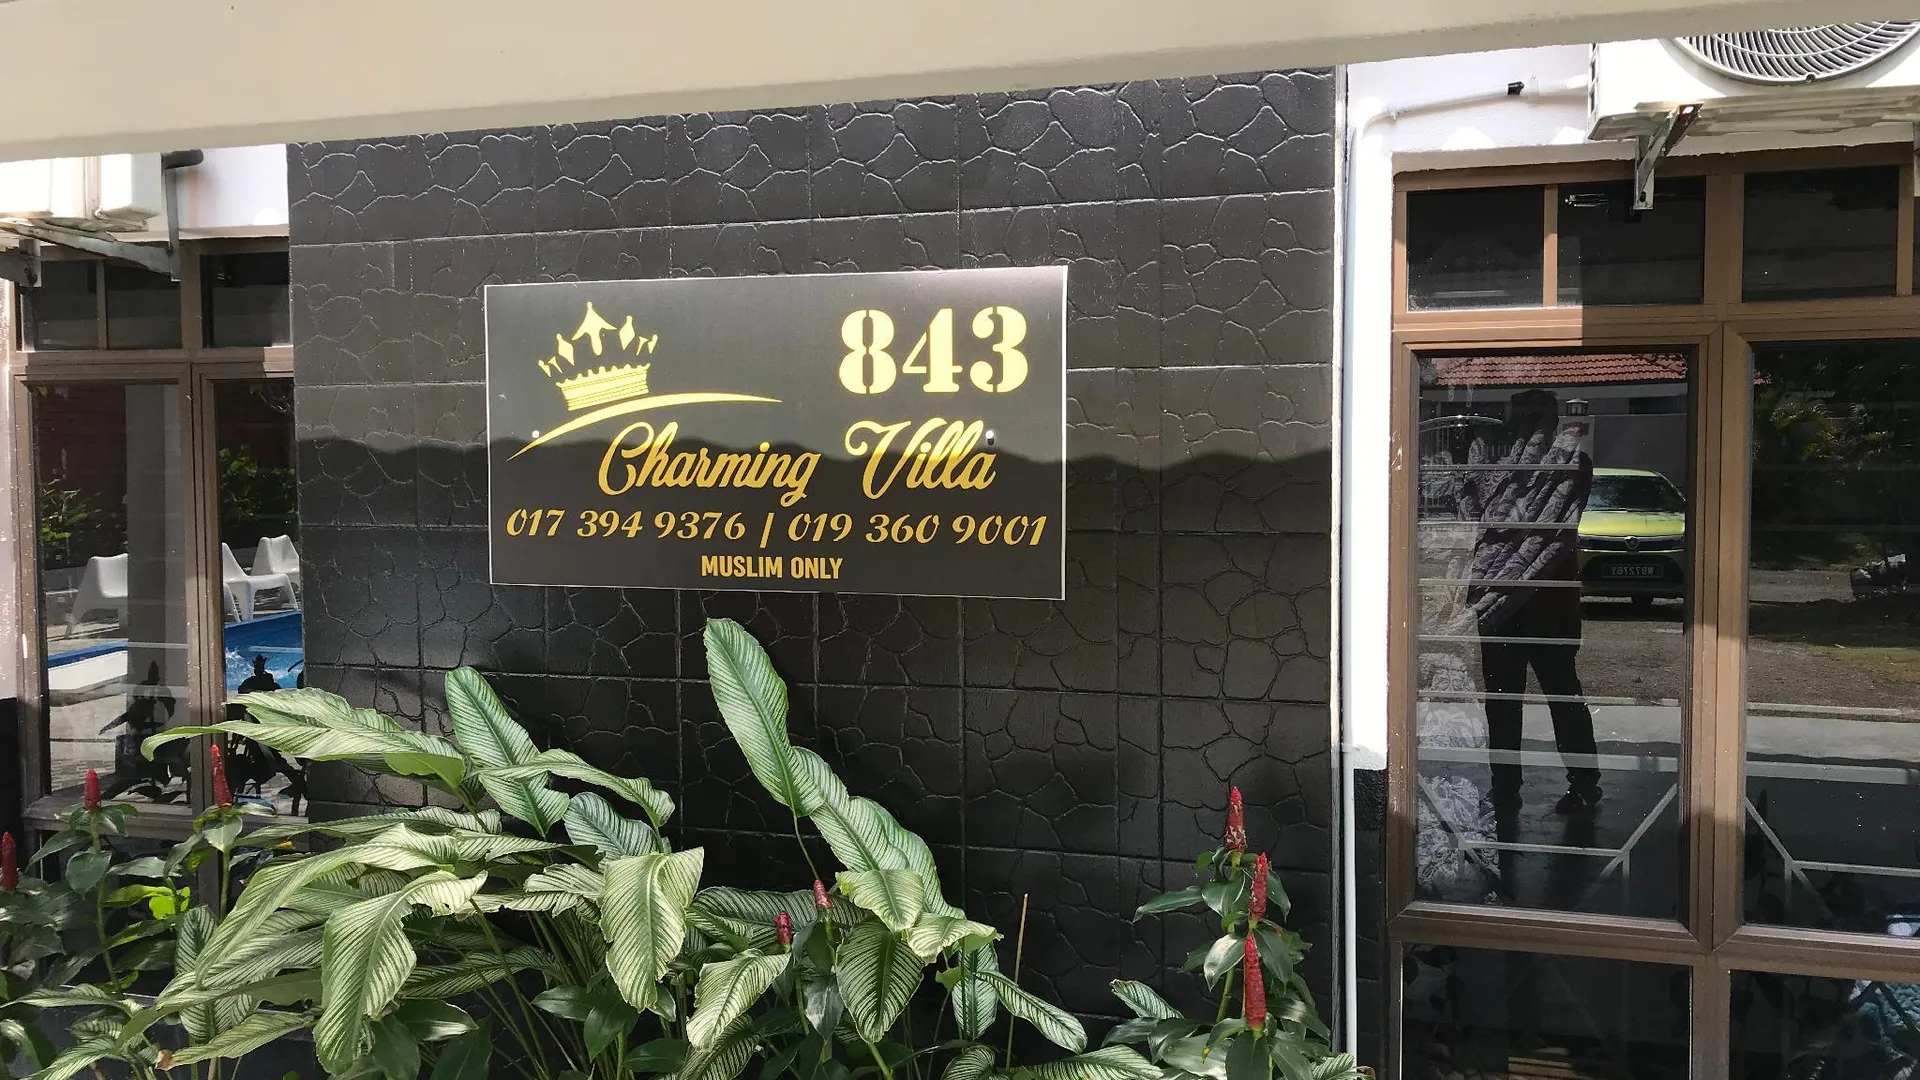 843
Charming Villa
017 394 9376 | 019 360 9001
MUSLIM ONLY